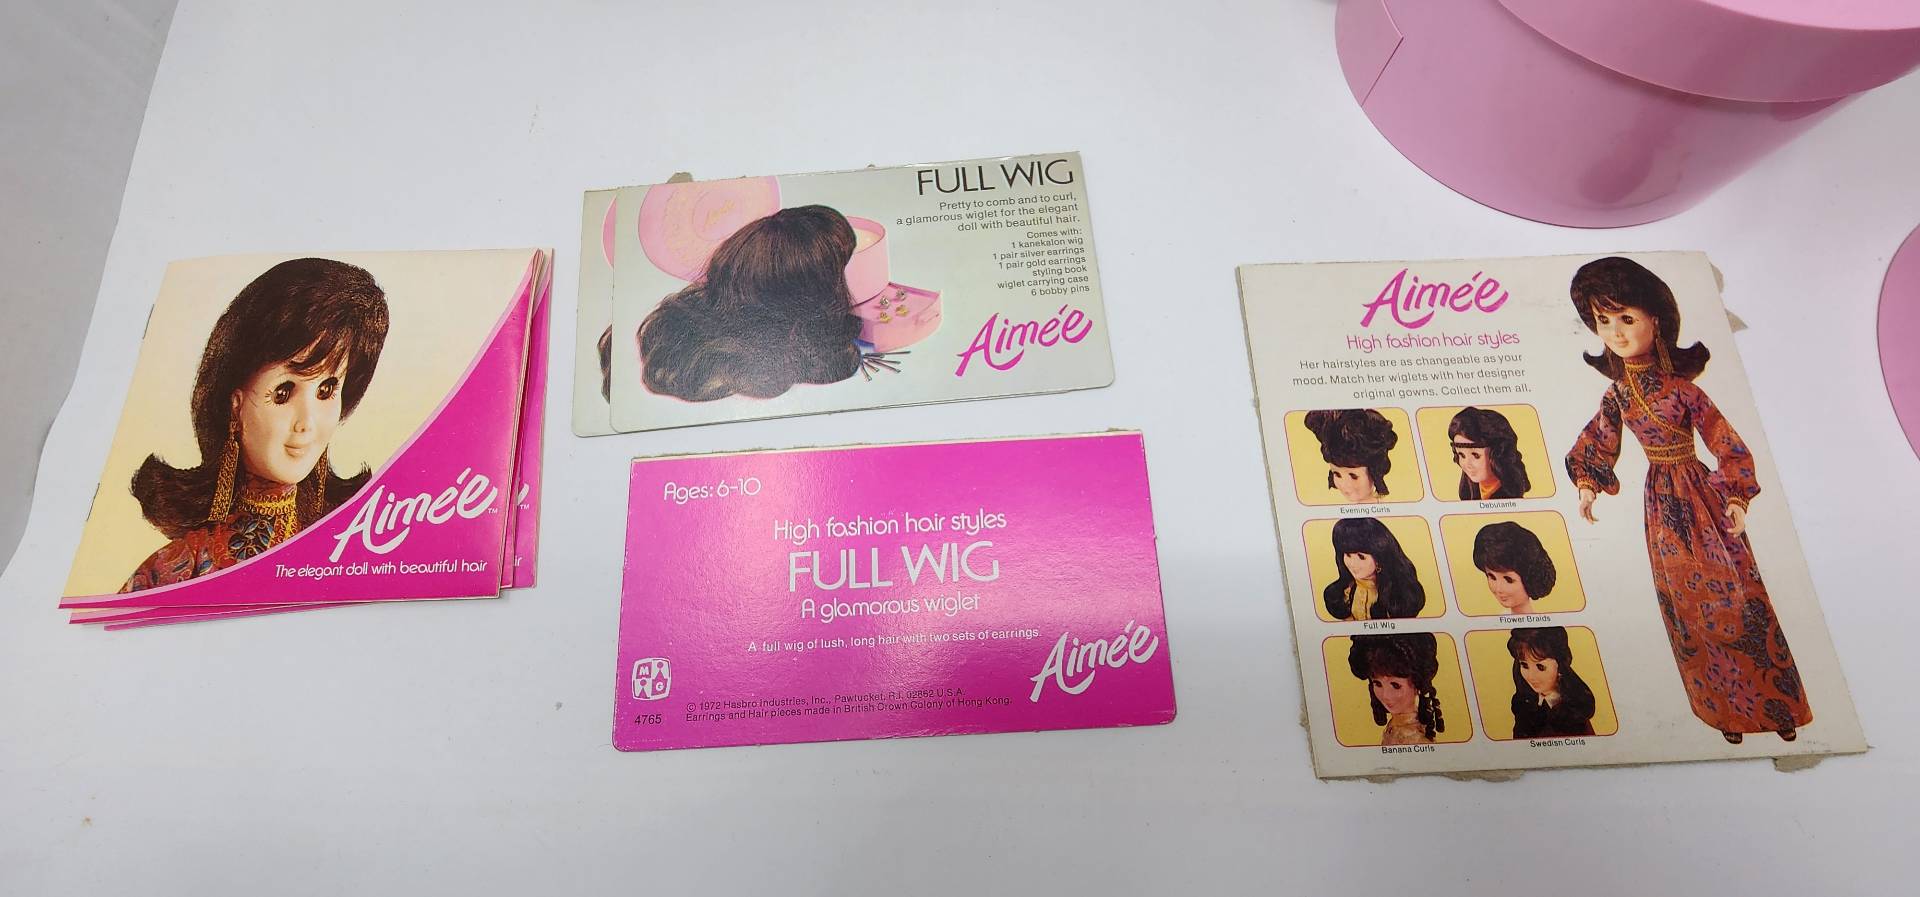 Aimée™
The elegant doll with beautiful hair
™
ir
FULL WIG
Pretty to comb and to curl,
a glamorous wiglet for the elegant
doll with beautiful hair.
Comes with:
1 kanekalon wig
1 pair silver earrings
1 pair gold earrings
styling book
wiglet carrying case
6 bobby pins
Aimée
Ages: 6-10
High fashion hair styles
FULL WIG
A glamorous wiglet
A full wig of lush, long hair with two sets of earrings.
Aimée
M
G
4765
© 1972 Hasbro Industries, Inc., Pawtucket, R.I. 02862 U.S.A.
Earrings and Hair pieces made in British Crown Colony of Hong Kong.
Aimée
High fashion hair styles
Her hairstyles are as changeable as your
mood. Match her wiglets with her designer
original gowns. Collect them all.
Evening Curls
Debutante
Full Wig
Flower Braids
Banana Curls
Swedish Curls